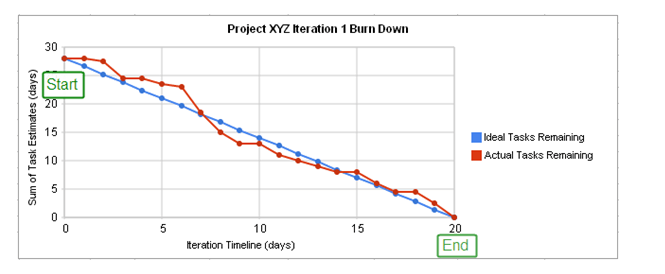 Project XYZ Iteration 1 Burn Down
Sum of Task Estimates (days)
30
Start
20
15
10
5
0
0 5 10 15 20
Iteration Timeline (days)
End
Ideal Tasks Remaining
Actual Tasks Remaining